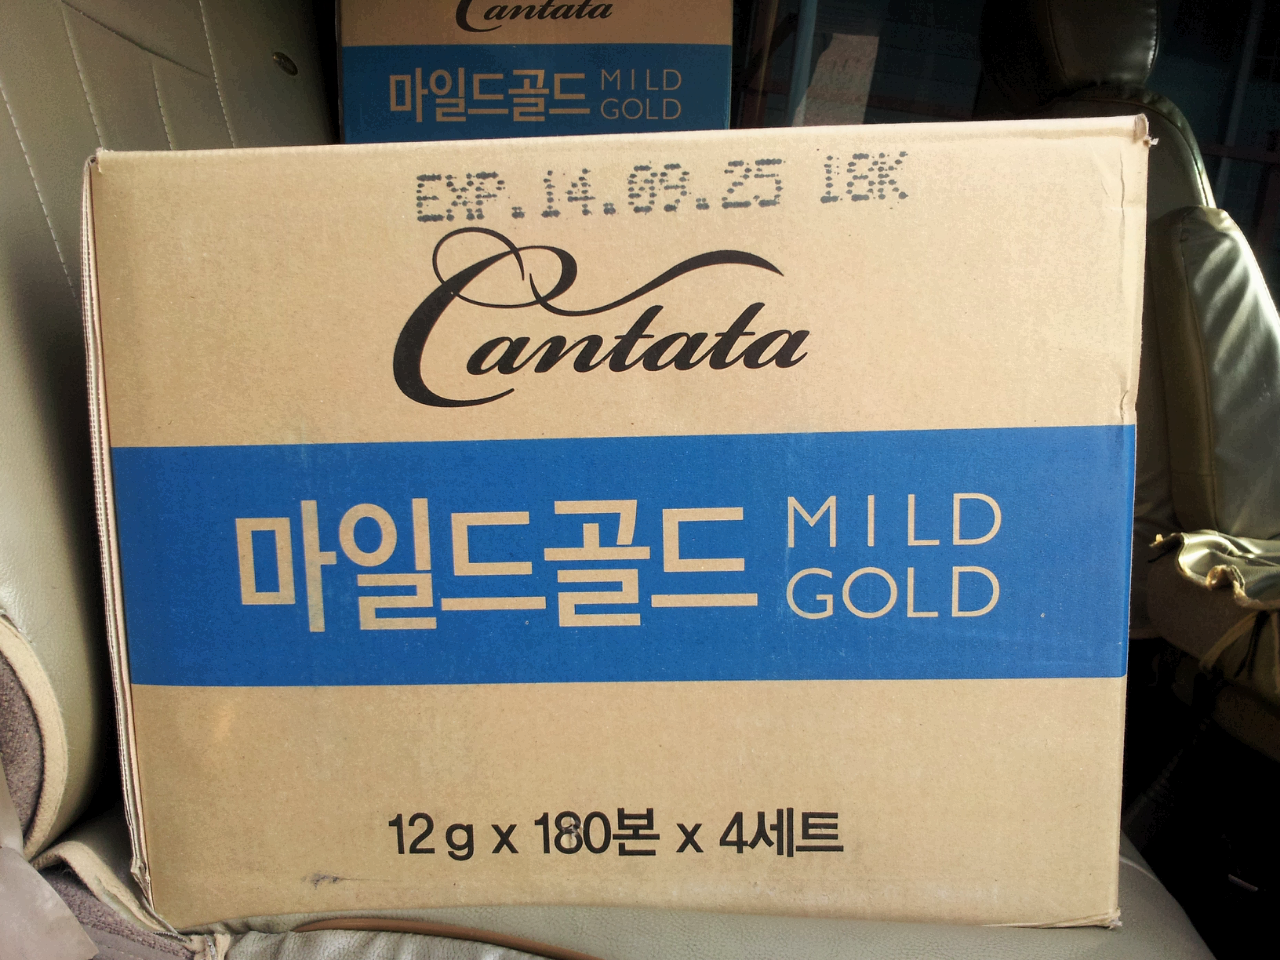 Cantata
마일드골드 MILD
GOLD
EXP.14.09.25 18K
Cantata
마일드골드 MILD
GOLD
12g x 180본 x 4세트